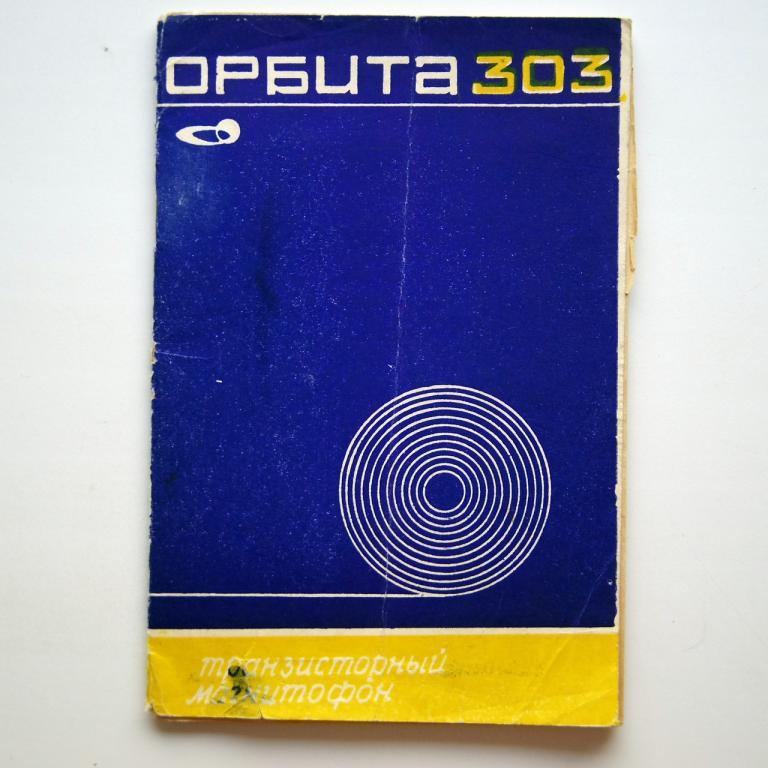 ОРБИТА 303
транзисторный
магнитофон